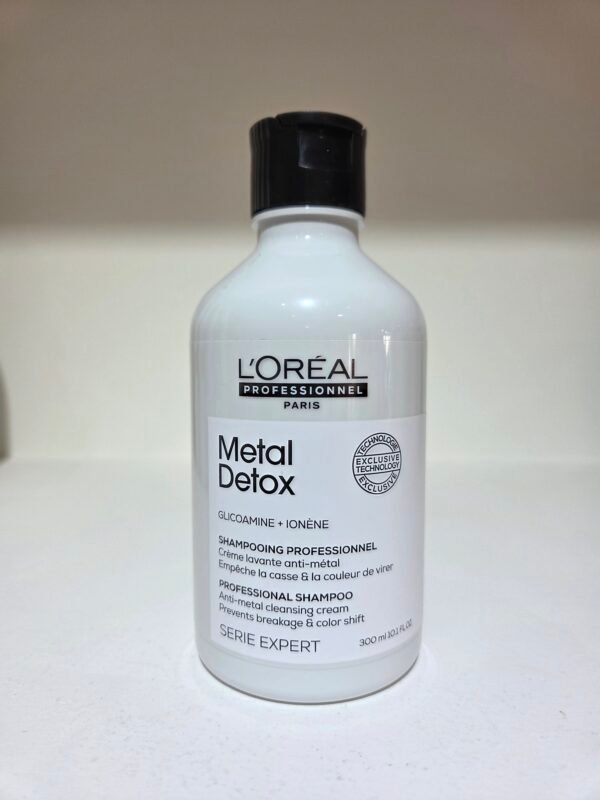 L'ORÉAL
PROFESSIONNEL
PARIS
Metal
Detox
TECHNOLOGIE
EXCLUSIVE
TECHNOLOGY
EXCLUSIVE
GLICOAMINE + IONÈNE
SHAMPOOING PROFESSIONNEL
Crème lavante anti-métal
Empêche la casse & la couleur de virer
PROFESSIONAL SHAMPOO
Anti-metal cleansing cream
Prevents breakage & color shift
SERIE EXPERT
300 ml 10.1 FL OZ